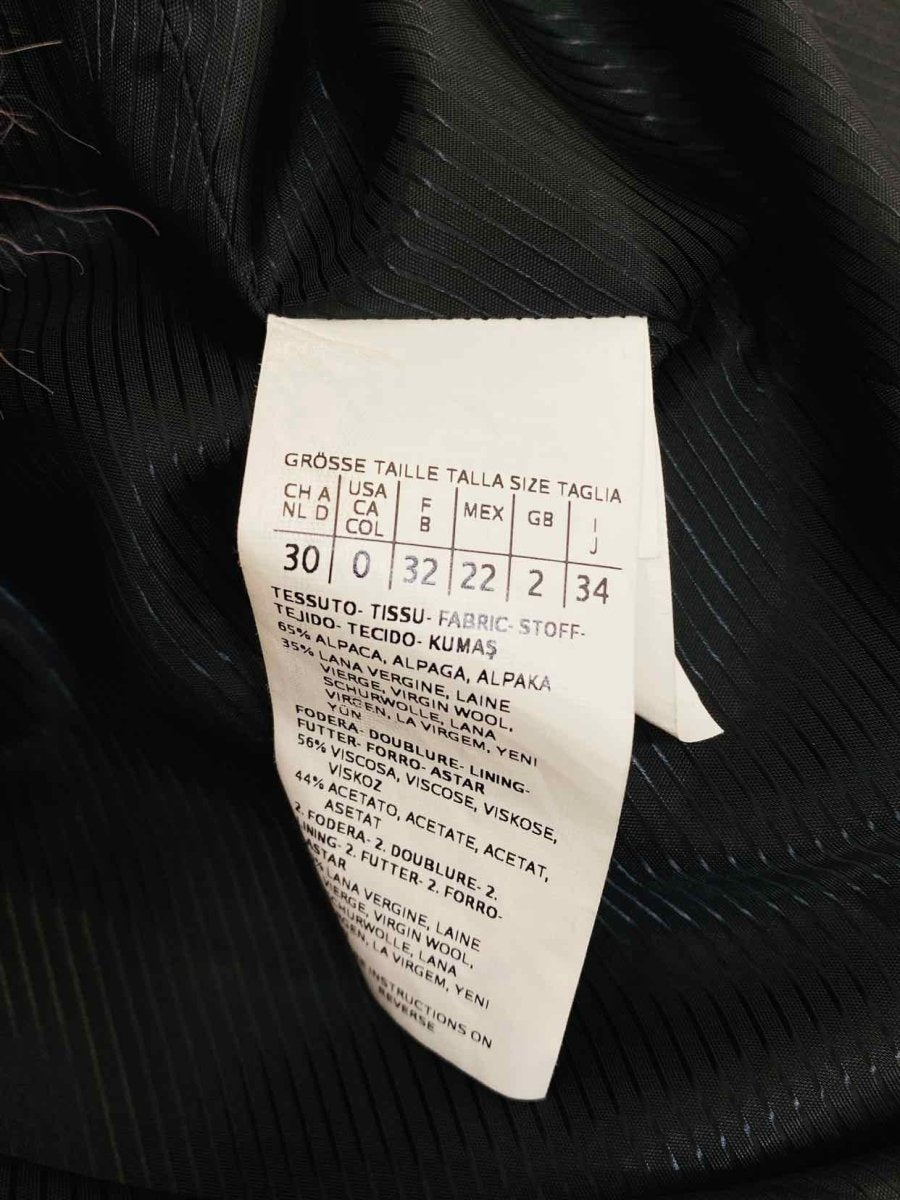 GRÖSSE TAILLE TALLA SIZE TAGLIA
CH A USA F MEX GB I
NL D CA B J
COL
30 0 32 22 2 34
TESSUTO- TISSU- FABRIC- STOFF-
TEJIDO- TECIDO- KUMAŞ
65% ALPACA, ALPAGA, ALPAKA
35% LANA VERGINE, LAINE
VIERGE, VIRGIN WOOL,
SCHURWOLLE, LANA
VIRGEN, LA VIRGEM, YENI
YÜN
FODERA- DOUBLURE- LINING-
FUTTER- FORRO- ASTAR
56% VISCOSA, VISCOSE, VISKOSE,
VISKOZ
44% ACETATO, ACETATE, ACETAT,
ASETAT
2. FODERA- 2. DOUBLURE- 2.
LINING- 2. FUTTER- 2. FORRO-
ASTAR
LANA VERGINE, LAINE
VIERGE, VIRGIN WOOL,
SCHURWOLLE, LANA
LA VIRGEM, YENI
INSTRUCTIONS ON
REVERSE